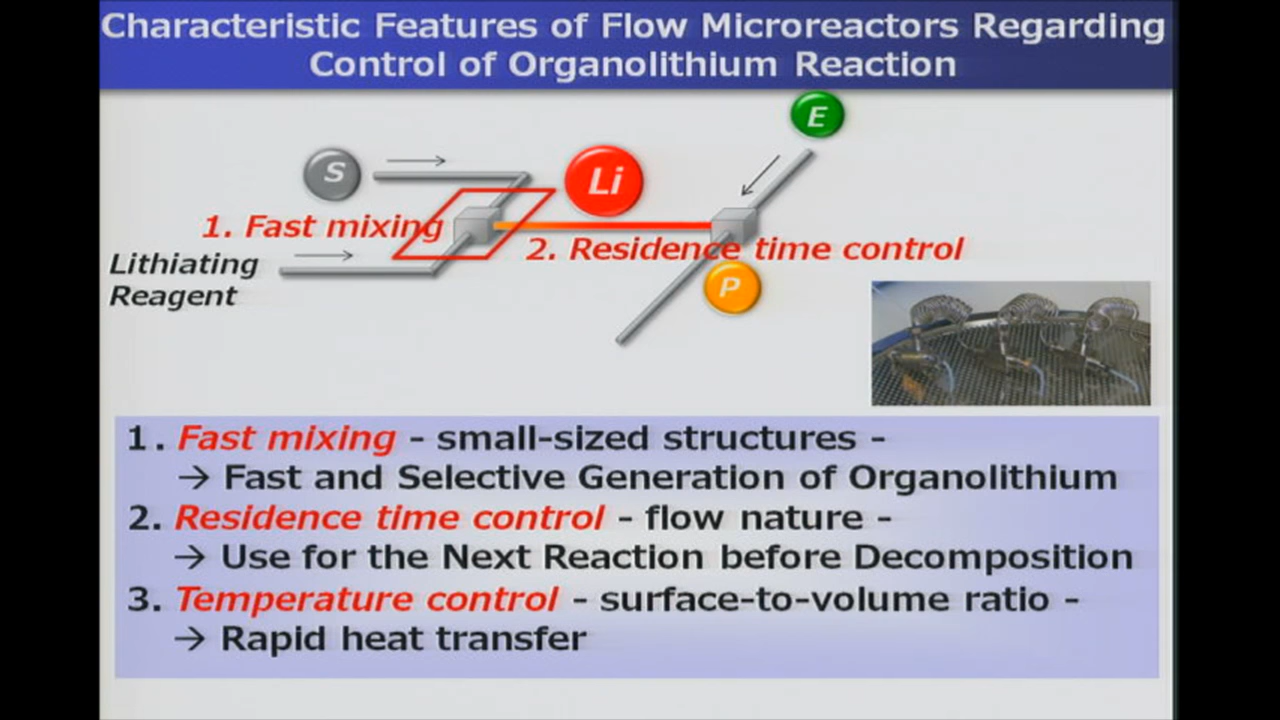 Characteristic Features of Flow Microreactors Regarding
Control of Organolithium Reaction
E
S
Li
1. Fast mixing
2. Residence time control
Lithiating
Reagent
P
1. Fast mixing - small-sized structures -
→ Fast and Selective Generation of Organolithium
2. Residence time control - flow nature -
→ Use for the Next Reaction before Decomposition
3. Temperature control - surface-to-volume ratio -
→ Rapid heat transfer